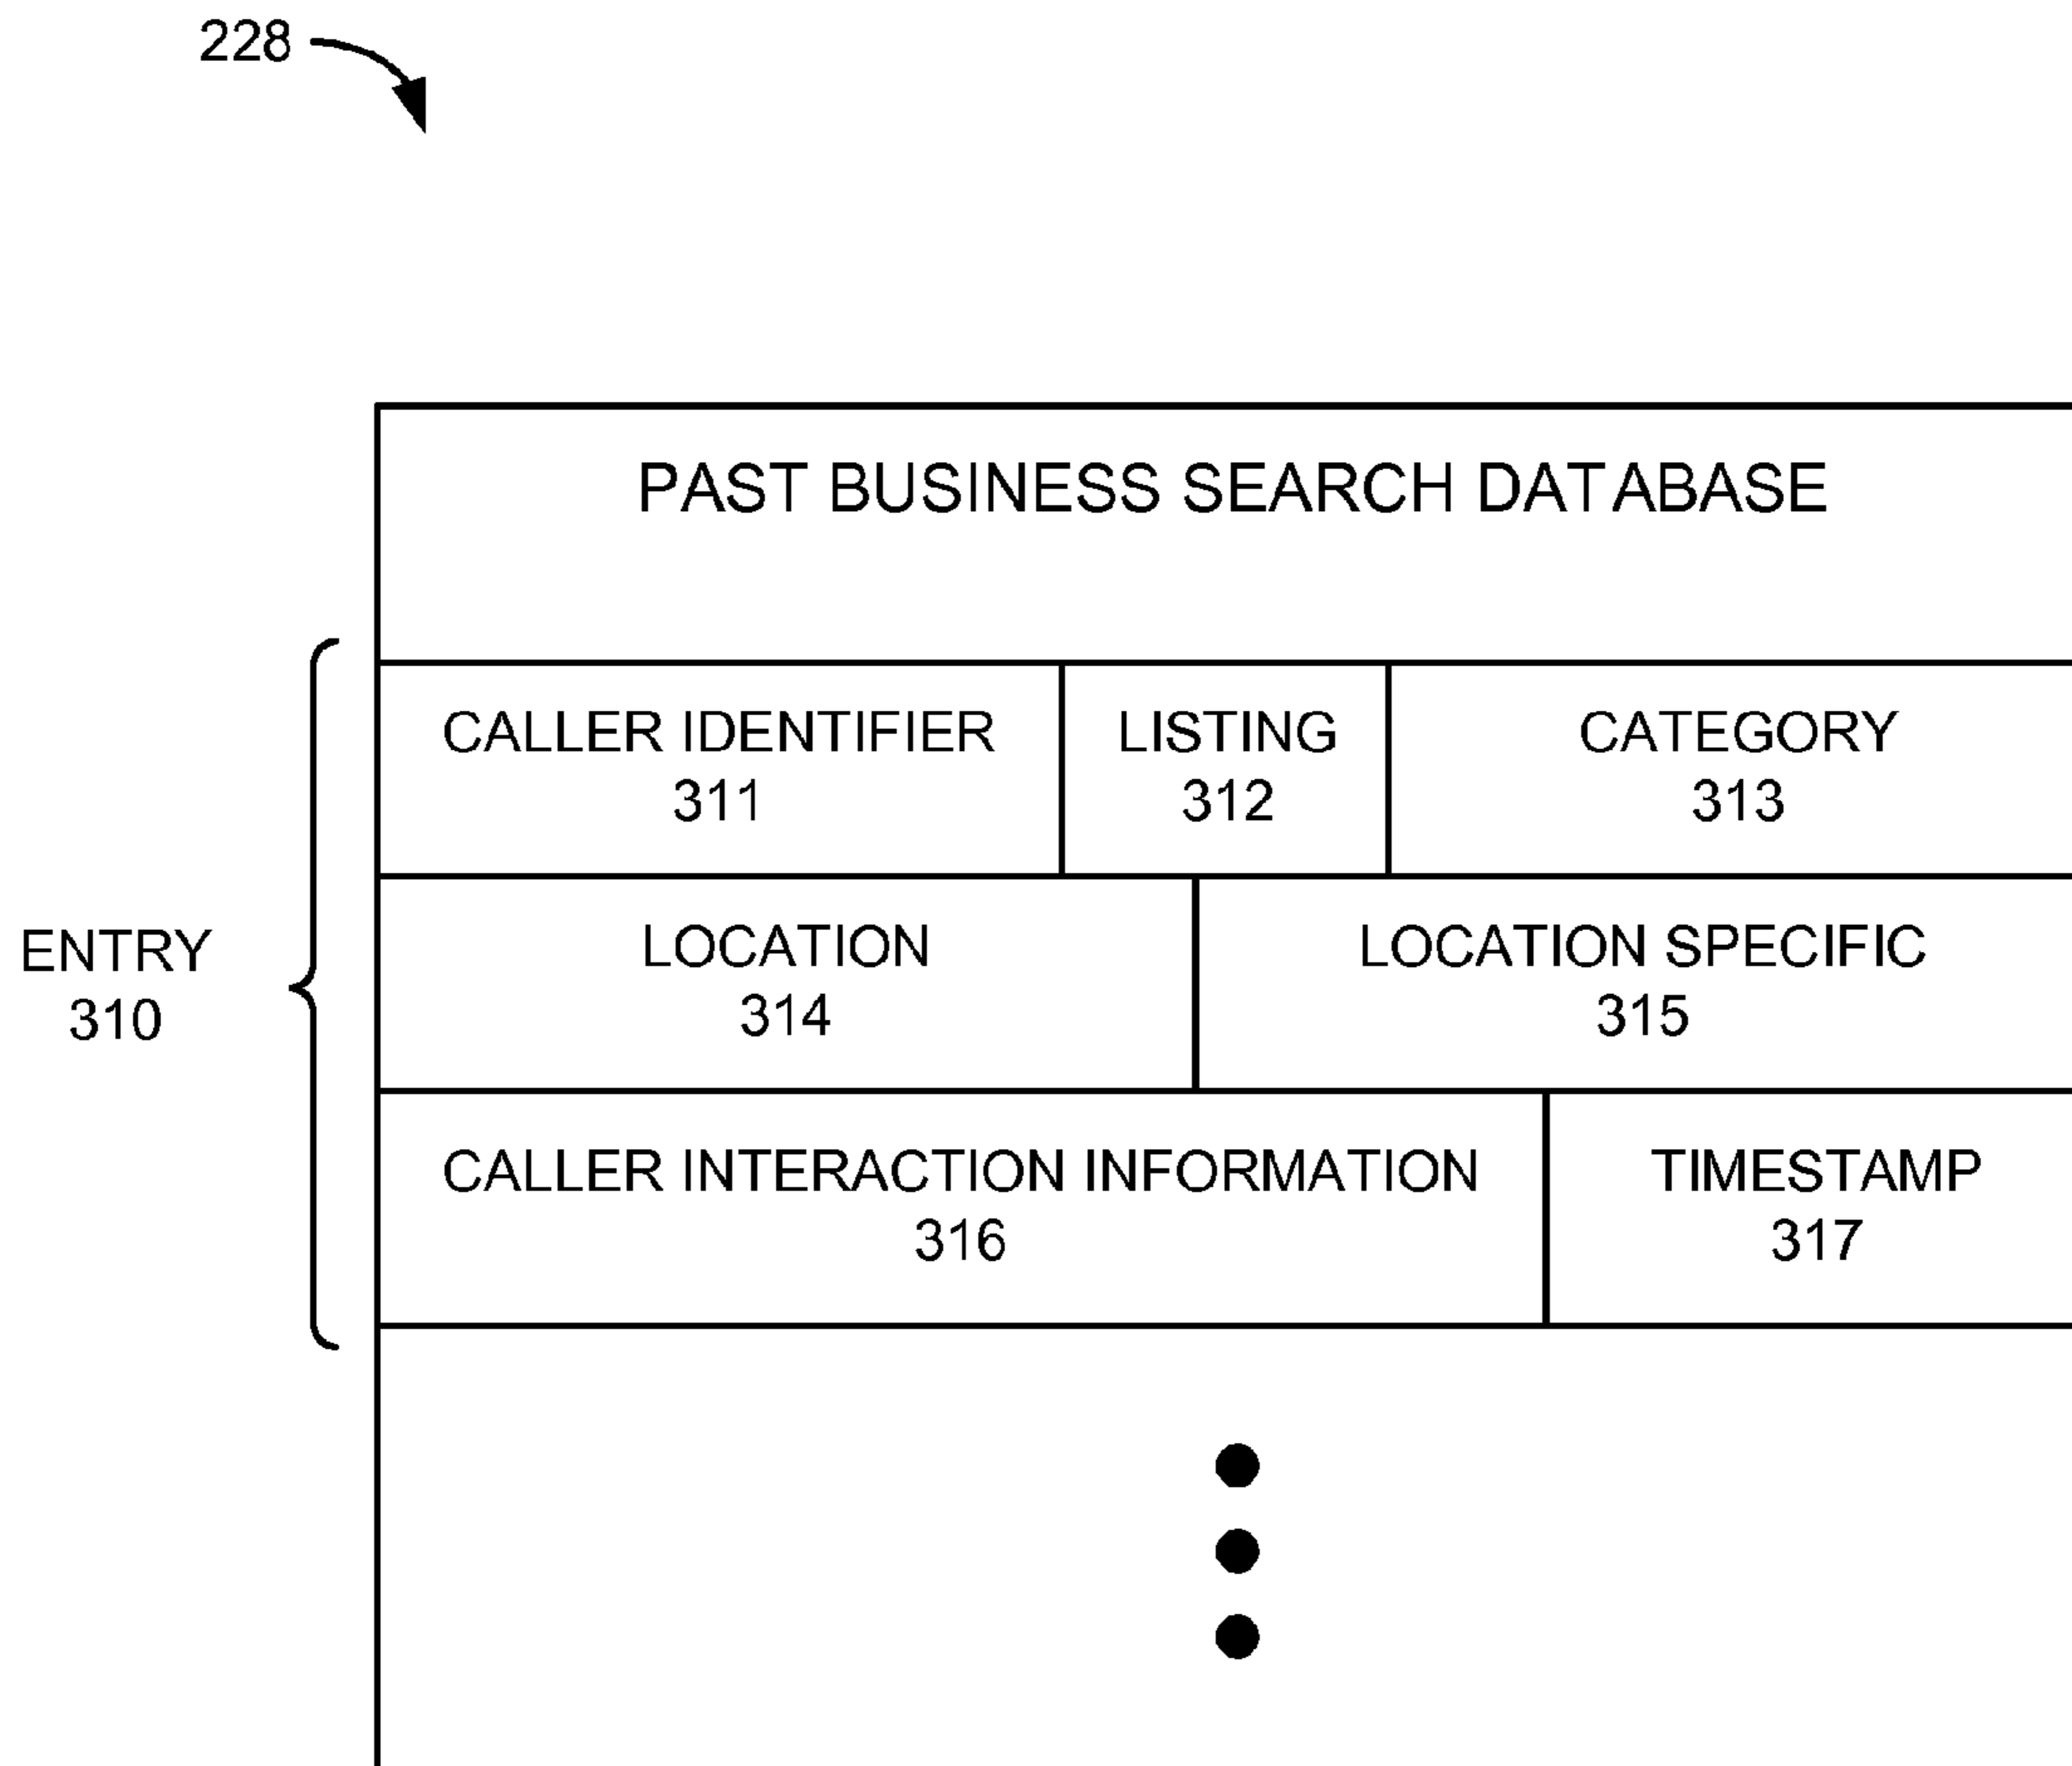 228
PAST BUSINESS SEARCH DATABASE
CALLER IDENTIFIER
311
LISTING
312
CATEGORY
313
ENTRY
310
LOCATION
314
LOCATION SPECIFIC
315
CALLER INTERACTION INFORMATION
316
TIMESTAMP
317